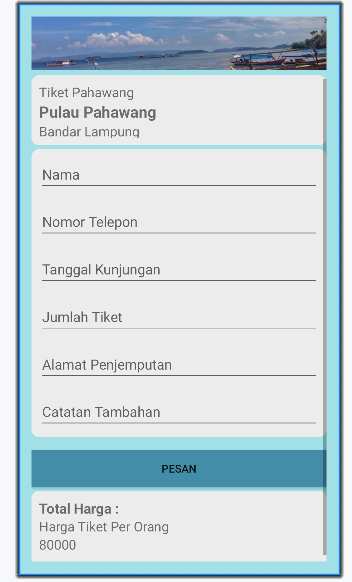 Tiket Pahawang
Pulau Pahawang
Bandar Lampung
Nama
Nomor Telepon
Tanggal Kunjungan
Jumlah Tiket
Alamat Penjemputan
Catatan Tambahan
PESAN
Total Harga :
Harga Tiket Per Orang
80000